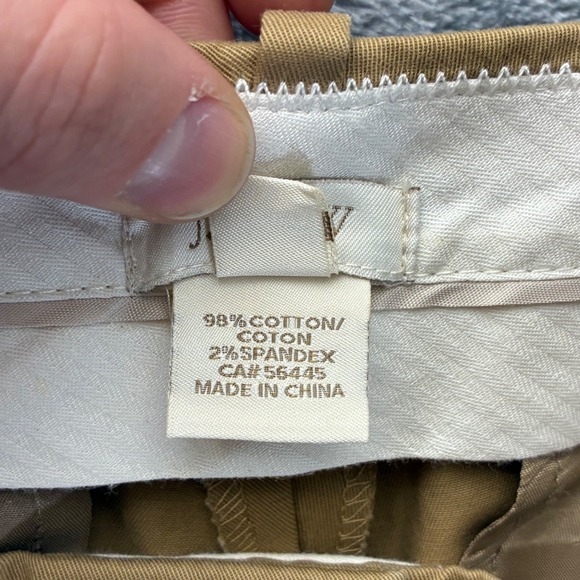 98% COTTON/
COTON
2% SPANDEX
CA# 56445
MADE IN CHINA